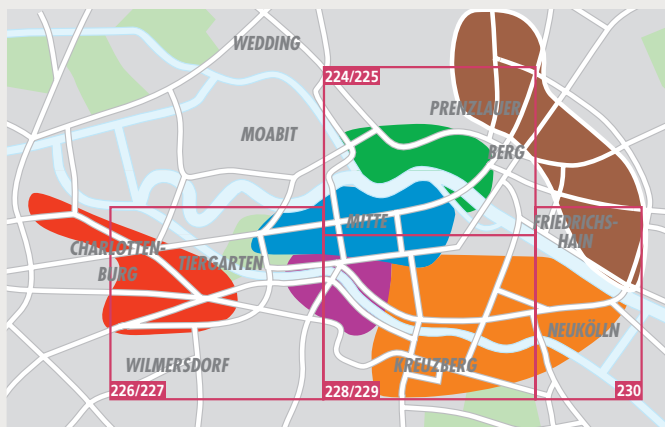 WEDDING
224/225
PRENZLAUER
MOABIT
BERG
MITTE
FRIEDRICHS-
HAIN
CHARLOTTEN-
BURG
TIERGARTEN
NEUKÖLLN
WILMERSDORF
KREUZBERG
226/227
228/229
230